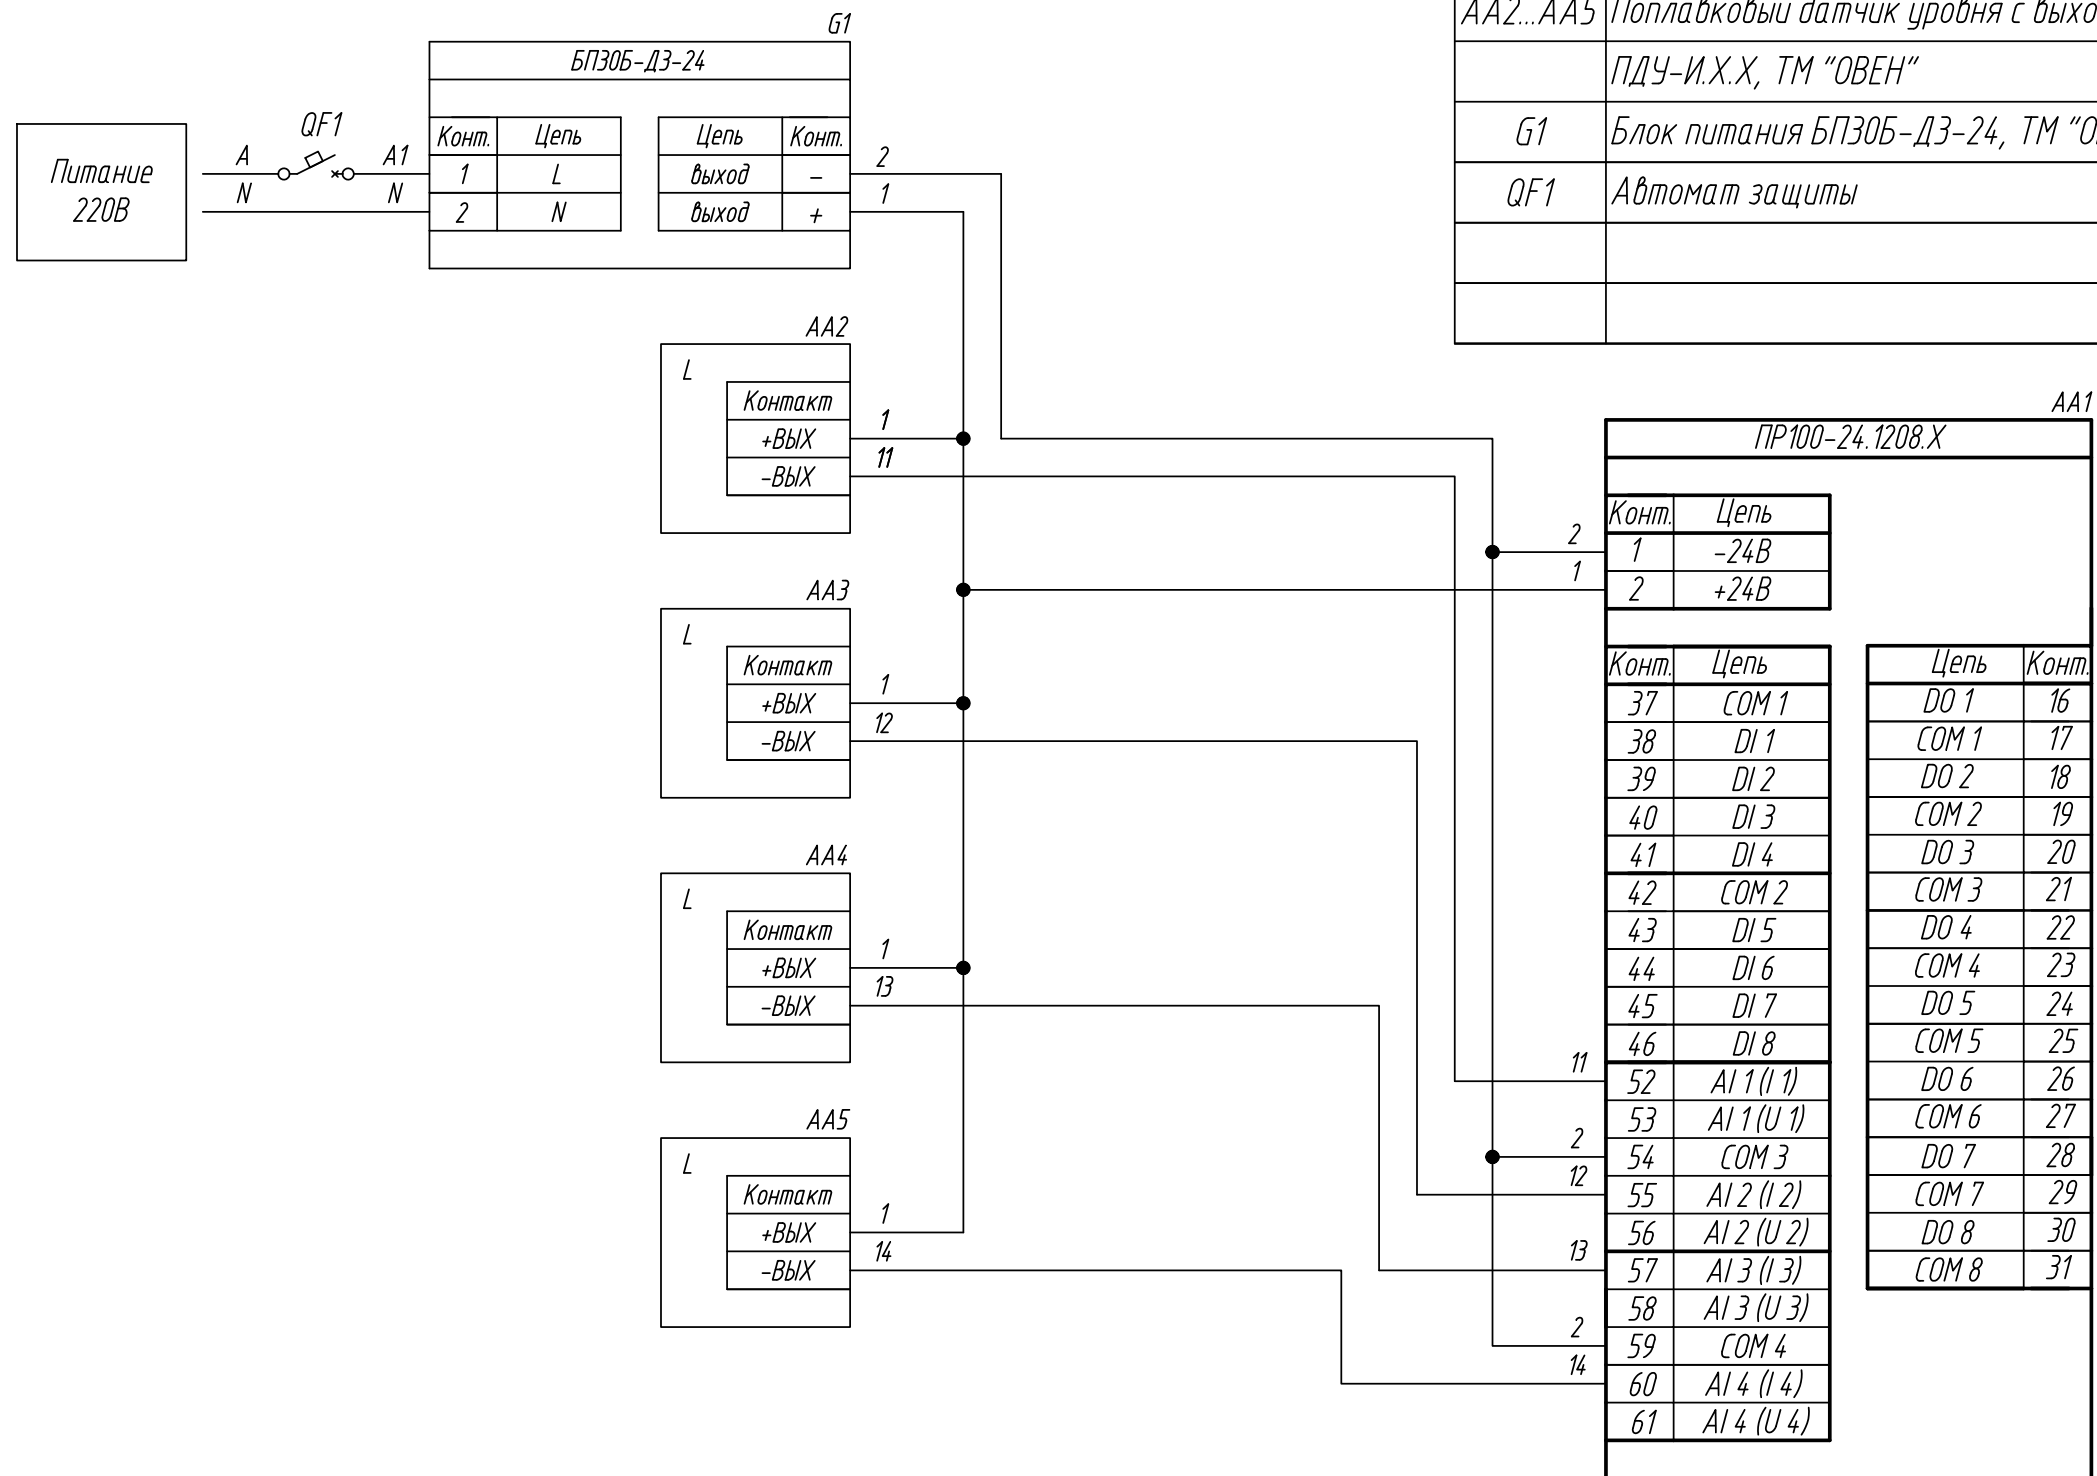 G1
БП30Б-Д3-24
Конт. Цепь
1 L
2 N
Цепь Конт.
выход -
выход +
Питание
220В
QF1
A A1
N N
2
1
АА2...АА5 Поплавковый датчик уровня с
ПДУ-И.Х.Х, ТМ "ОВЕН"
G1 Блок питания БП30Б-Д3-24, ТМ
QF1 Автомат защиты
АА2
L
Контакт
+ВЫХ 1
-ВЫХ 11
АА3
L
Контакт
+ВЫХ 1
-ВЫХ 12
АА4
L
Контакт
+ВЫХ 1
-ВЫХ 13
АА5
L
Контакт
+ВЫХ 1
-ВЫХ 14
АА1
ПР100-24.1208.Х
Конт. Цепь
2 1 -24В
1 2 +24В
Конт. Цепь
37 COM 1
38 DI 1
39 DI 2
40 DI 3
41 DI 4
42 COM 2
43 DI 5
44 DI 6
45 DI 7
46 DI 8
11 52 AI 1 (I 1)
53 AI 1 (U 1)
2 54 COM 3
12 55 AI 2 (I 2)
56 AI 2 (U 2)
13 57 AI 3 (I 3)
58 AI 3 (U 3)
2 59 COM 4
14 60 AI 4 (I 4)
61 AI 4 (U 4)
Цепь Конт.
DO 1 16
COM 1 17
DO 2 18
COM 2 19
DO 3 20
COM 3 21
DO 4 22
COM 4 23
DO 5 24
COM 5 25
DO 6 26
COM 6 27
DO 7 28
COM 7 29
DO 8 30
COM 8 31